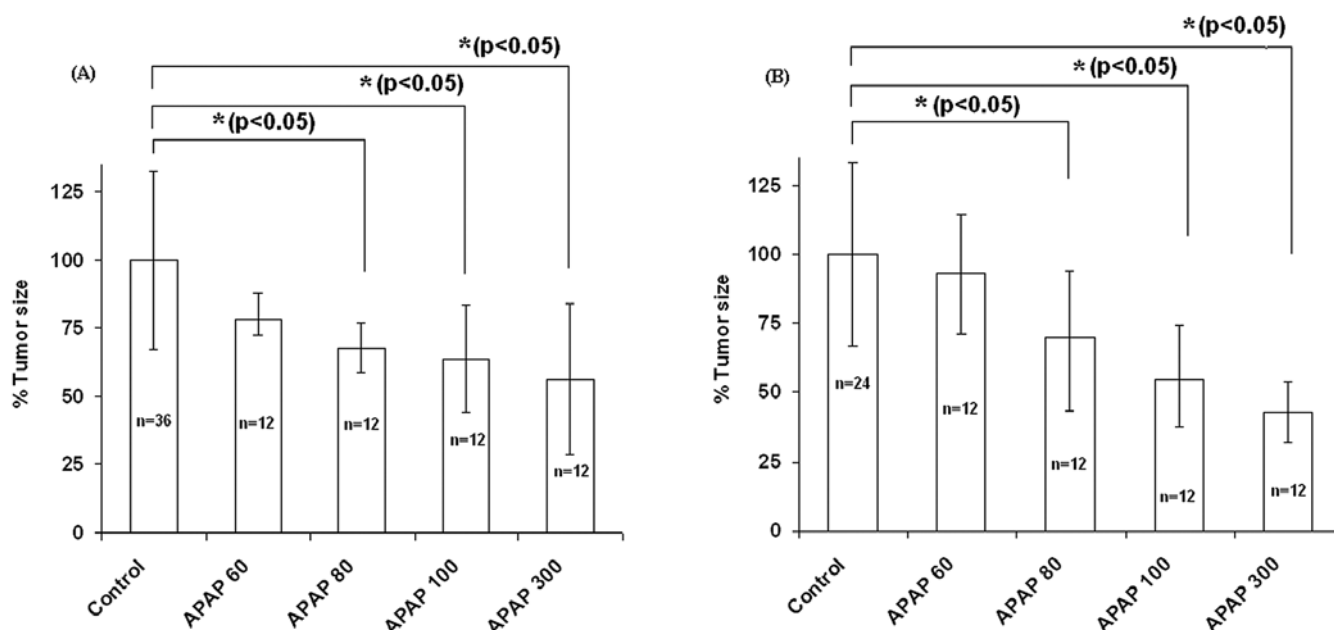 (A)
*(p<0.05)
*(p<0.05)
*(p<0.05)
% Tumor size
125
100
75
50
25
0
n=36
n=12
n=12
n=12
n=12
Control
APAP 60
APAP 80
APAP 100
APAP 300
(B)
*(p<0.05)
*(p<0.05)
*(p<0.05)
% Tumor size
125
100
75
50
25
0
n=24
n=12
n=12
n=12
n=12
Control
APAP 60
APAP 80
APAP 100
APAP 300